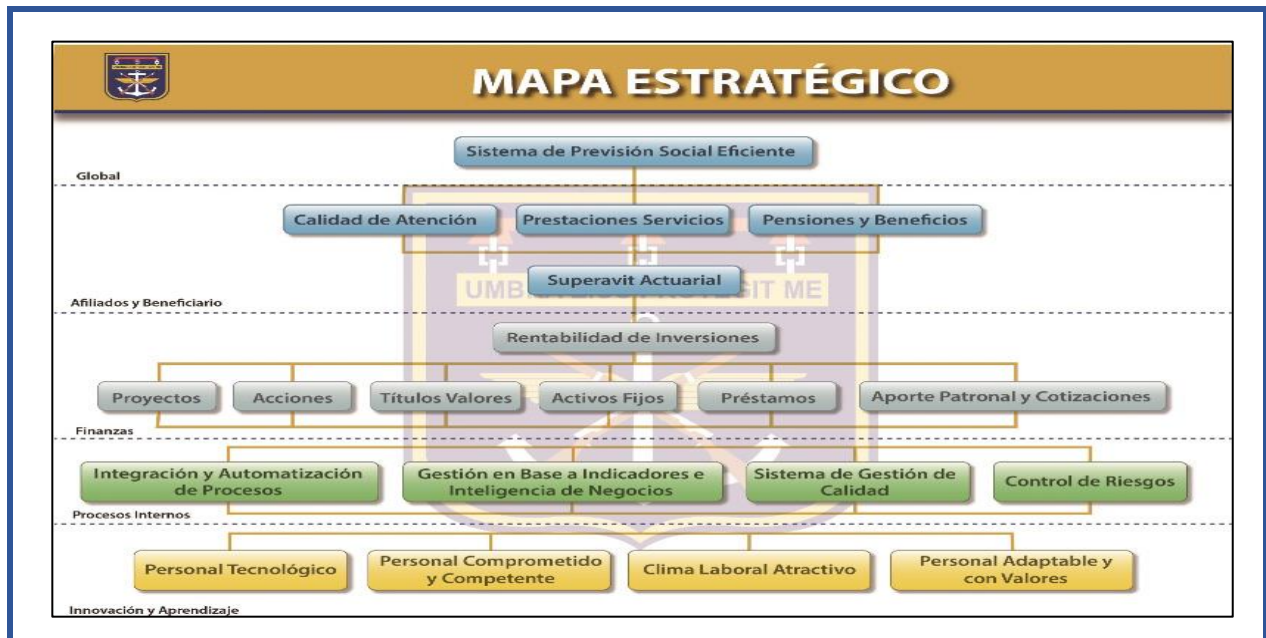 MAPA ESTRATÉGICO
Sistema de Previsión Social Eficiente
Global
Calidad de Atención
Prestaciones Servicios
Pensiones y Beneficios
Superavit Actuarial
Afiliados y Beneficiario
Rentabilidad de Inversiones
Proyectos
Acciones
Títulos Valores
Activos Fijos
Préstamos
Aporte Patronal y Cotizaciones
Finanzas
Integración y Automatización
de Procesos
Gestión en Base a Indicadores e
Inteligencia de Negocios
Sistema de Gestión de
Calidad
Control de Riesgos
Procesos Internos
Personal Tecnológico
Personal Comprometido
y Competente
Clima Laboral Atractivo
Personal Adaptable y
con Valores
Innovación y Aprendizaje